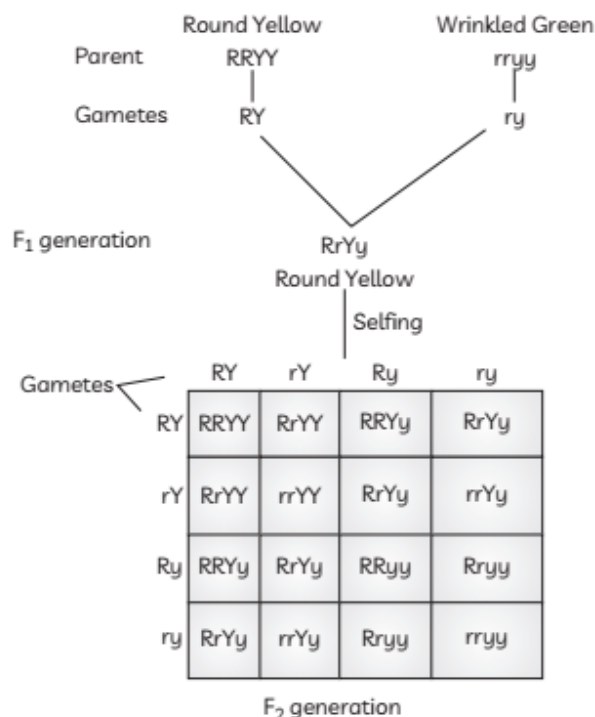 Round Yellow Wrinkled Green
Parent RRYY rryy
Gametes RY ry
F₁ generation RrYy
Round Yellow
Selfing
Gametes RY rY Ry ry
RY RRYY RrYY RRYy RrYy
rY RrYY rrYY RrYy rrYy
Ry RRYy RrYy RRyy Rryy
ry RrYy rrYy Rryy rryy
F₂ generation